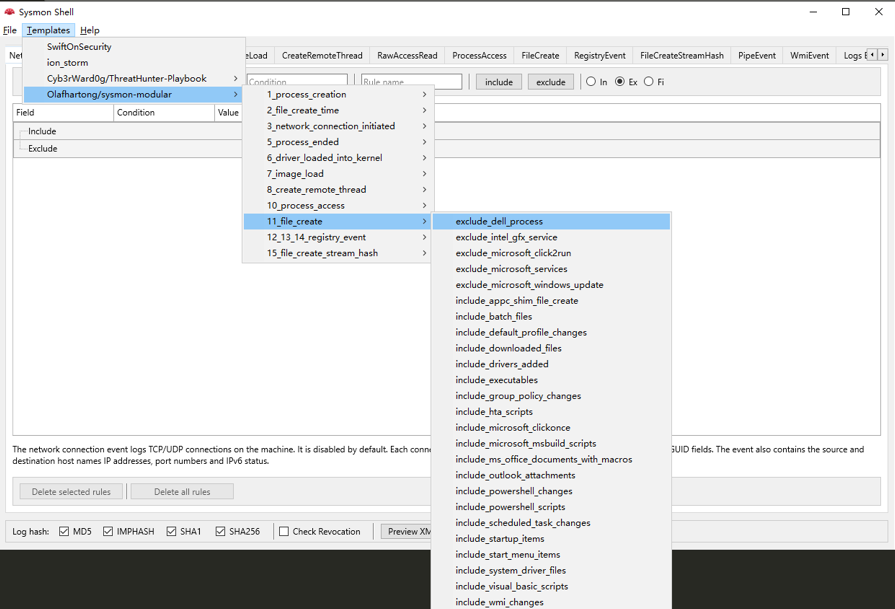 Sysmon Shell
File Templates Help
SwiftOnSecurity
ion_storm
Cyb3rWard0g/ThreatHunter-Playbook
Olafhartong/sysmon-modular
Net
eLoad CreateRemoteThread RawAccessRead ProcessAccess FileCreate RegistryEvent FileCreateStreamHash PipeEvent WmiEvent Logs E
Condition Rule name include exclude In Ex Fi
Field Condition Value
Include
Exclude
1_process_creation
2_file_create_time
3_network_connection_initiated
5_process_ended
6_driver_loaded_into_kernel
7_image_load
8_create_remote_thread
10_process_access
11_file_create
12_13_14_registry_event
15_file_create_stream_hash
exclude_dell_process
exclude_intel_gfx_service
exclude_microsoft_click2run
exclude_microsoft_services
exclude_microsoft_windows_update
include_appc_shim_file_create
include_batch_files
include_default_profile_changes
include_downloaded_files
include_drivers_added
include_executables
include_group_policy_changes
include_hta_scripts
include_microsoft_clickonce
include_microsoft_msbuild_scripts
include_ms_office_documents_with_macros
include_outlook_attachments
include_powershell_changes
include_powershell_scripts
include_scheduled_task_changes
include_startup_items
include_start_menu_items
include_system_driver_files
include_visual_basic_scripts
include_wmi_changes
The network connection event logs TCP/UDP connections on the machine. It is disabled by default. Each conne GUID fields. The event also contains the source and
destination host names IP addresses, port numbers and IPv6 status.
Delete selected rules Delete all rules
Log hash: MD5 IMPHASH SHA1 SHA256 Check Revocation Preview XM